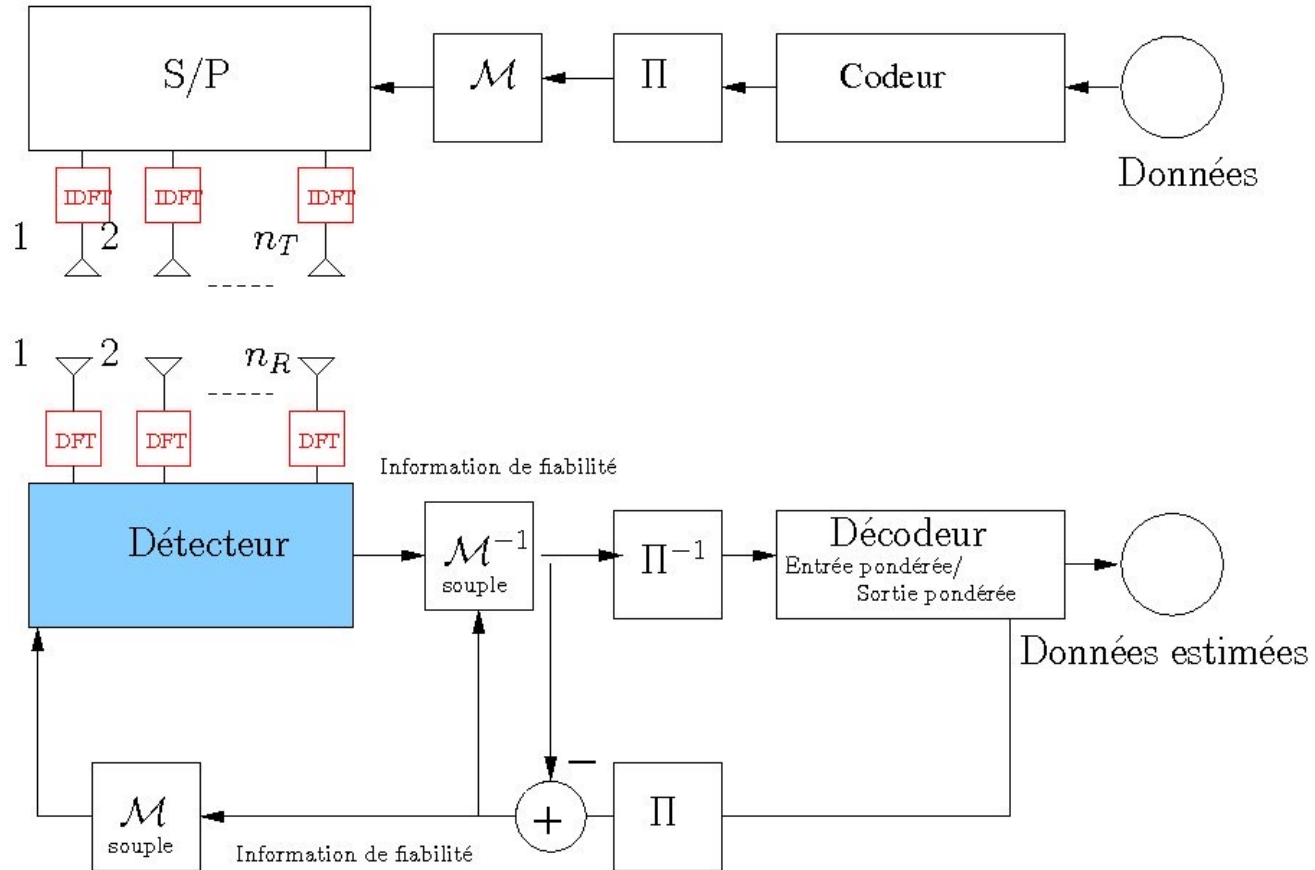 S/P
M
Π
Codeur
Données
IDFT
IDFT
IDFT
1
2
n_T
-----
1
2
n_R
-----
DFT
DFT
DFT
Information de fiabilité
Détecteur
M⁻¹
souple
Π⁻¹
Décodeur
Entrée pondérée/
Sortie pondérée
Données estimées
M
souple
Information de fiabilité
+
−
Π